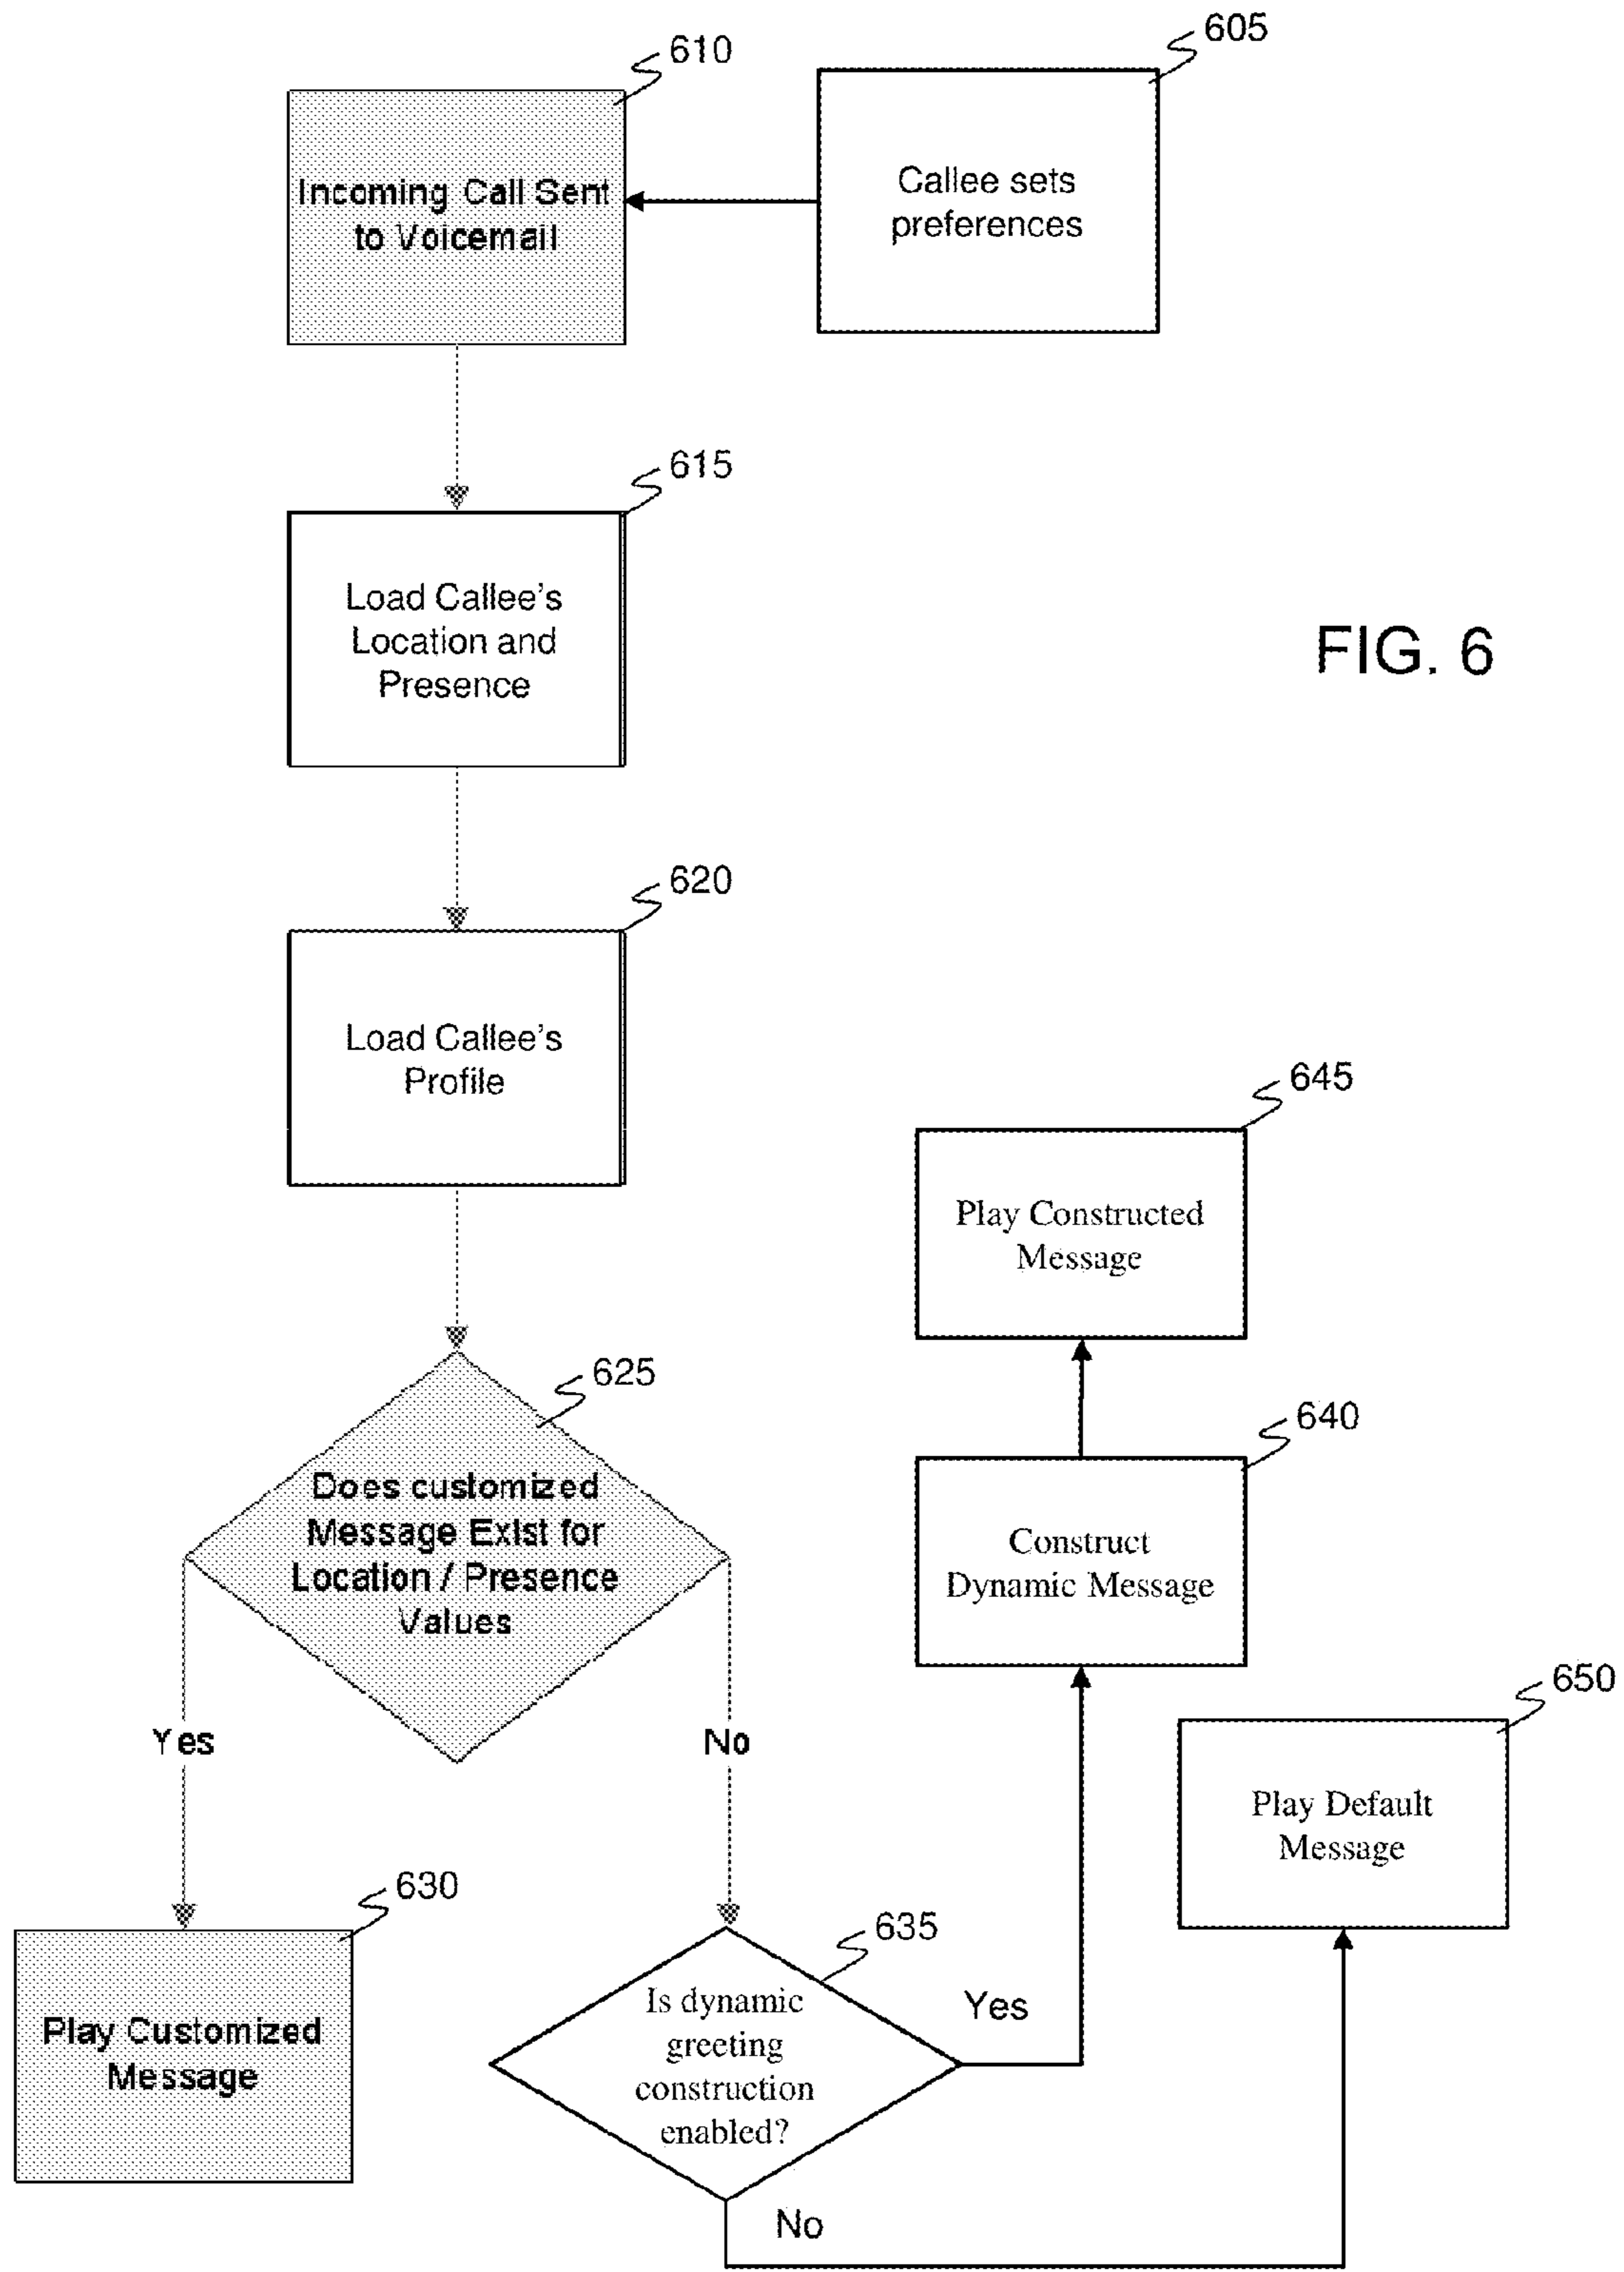 610
605
Incoming Call Sent
to Voicemail
Callee sets
preferences
615
Load Callee's
Location and
Presence
FIG. 6
620
Load Callee's
Profile
645
Play Constructed
Message
625
Does customized
Message Exist for
Location / Presence
Values
640
Construct
Dynamic Message
Yes
No
650
Play Default
Message
630
Play Customized
Message
635
Is dynamic
greeting
construction
enabled?
Yes
No